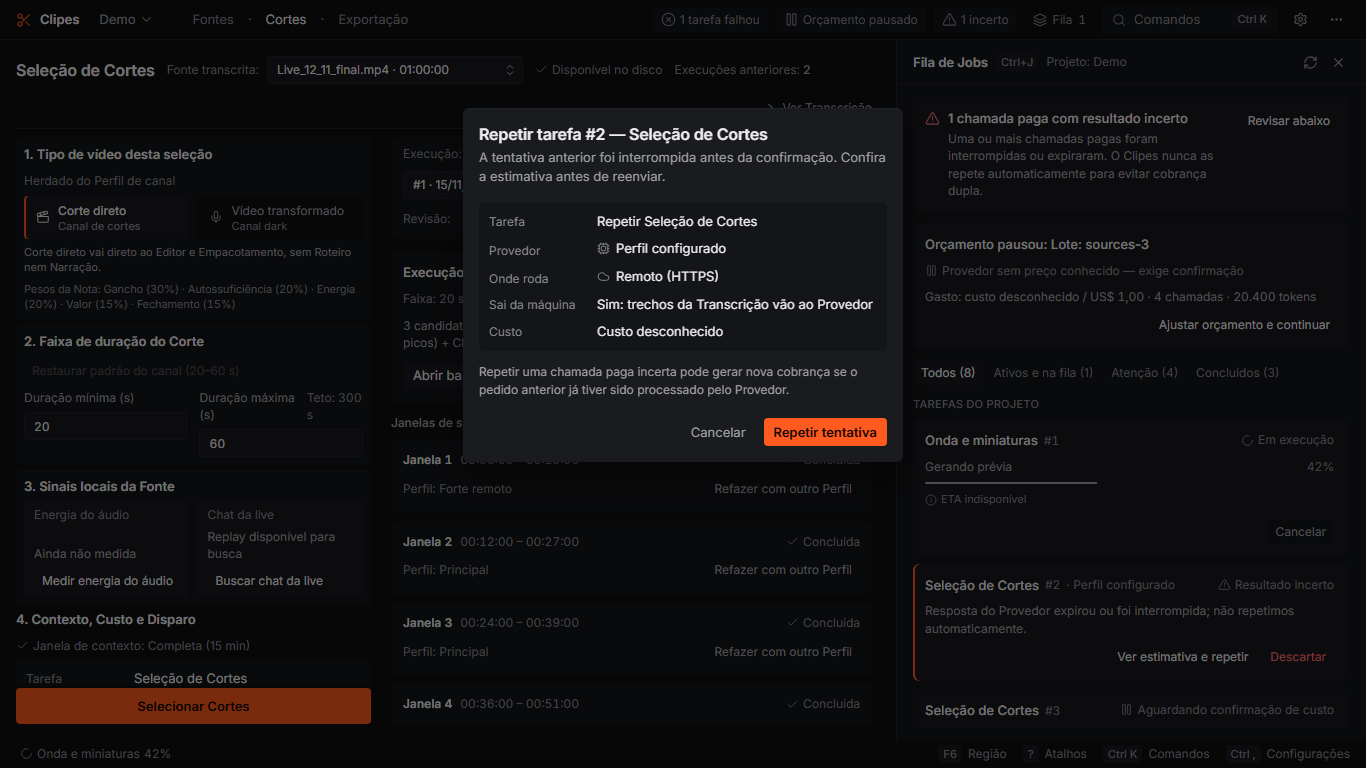 Clipes
Demo
Fontes · Cortes · Exportação
1 tarefa falhou
Orçamento pausado
1 incerto
Fila 1
Comandos Ctrl K
Seleção de Cortes
Fonte transcrita:
Live_12_11_final.mp4 · 01:00:00
Disponível no disco
Execuções anteriores: 2
Ver Transcrição
1. Tipo de vídeo desta seleção
Herdado do Perfil de canal
Corte direto
Canal de cortes
Vídeo transformado
Canal dark
Corte direto vai direto ao Editor e Empacotamento, sem Roteiro
nem Narração.
Pesos da Nota: Gancho (30%) · Autossuficiência (20%) · Energia
(20%) · Valor (15%) · Fechamento (15%)
2. Faixa de duração do Corte
Restaurar padrão do canal (20–60 s)
Duração mínima (s)
20
Duração máxima
(s)
Teto: 300
s
60
3. Sinais locais da Fonte
Energia do áudio
Ainda não medida
Medir energia do áudio
Chat da live
Replay disponível para
busca
Buscar chat da live
4. Contexto, Custo e Disparo
Janela de contexto: Completa (15 min)
Tarefa Seleção de Cortes
Selecionar Cortes
Execução:
#1 · 15/11
Revisão:
Execução
Faixa: 20 s
3 candidat
picos) +
Abrir ba
Janelas de s
Janela 1
Concluída
Perfil: Forte remoto
Refazer com outro Perfil
Janela 2 00:12:00 – 00:27:00
Concluída
Perfil: Principal
Refazer com outro Perfil
Janela 3 00:24:00 – 00:39:00
Concluída
Perfil: Principal
Refazer com outro Perfil
Janela 4 00:36:00 – 00:51:00
Concluída
Repetir tarefa #2 — Seleção de Cortes
A tentativa anterior foi interrompida antes da confirmação. Confira
a estimativa antes de reenviar.
Tarefa Repetir Seleção de Cortes
Provedor Perfil configurado
Onde roda Remoto (HTTPS)
Sai da máquina Sim: trechos da Transcrição vão ao Provedor
Custo Custo desconhecido
Repetir uma chamada paga incerta pode gerar nova cobrança se o
pedido anterior já tiver sido processado pelo Provedor.
Cancelar
Repetir tentativa
Fila de Jobs Ctrl+J Projeto: Demo
1 chamada paga com resultado incerto
Revisar abaixo
Uma ou mais chamadas pagas foram
interrompidas ou expiraram. O Clipes nunca as
repete automaticamente para evitar cobrança
dupla.
Orçamento pausou: Lote: sources-3
Provedor sem preço conhecido — exige confirmação
Gasto: custo desconhecido / US$ 1,00 · 4 chamadas · 20.400 tokens
Ajustar orçamento e continuar
Todos (8) Ativos e na fila (1) Atenção (4) Concluídos (3)
TAREFAS DO PROJETO
Onda e miniaturas #1
Em execução
Gerando prévia
42%
ETA indisponível
Cancelar
Seleção de Cortes #2 · Perfil configurado
Resultado incerto
Resposta do Provedor expirou ou foi interrompida; não repetimos
automaticamente.
Ver estimativa e repetir
Descartar
Seleção de Cortes #3
Aguardando confirmação de custo
Onda e miniaturas 42%
F6 Região
? Atalhos
Ctrl K Comandos
Ctrl , Configurações